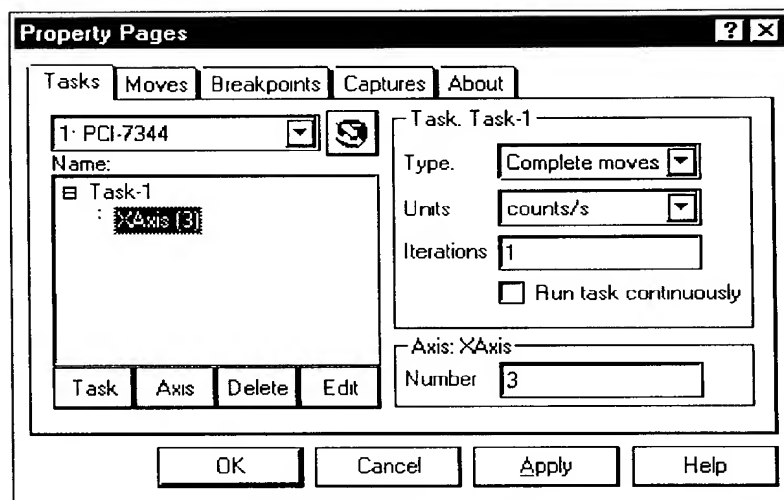 Property Pages
Tasks Moves Breakpoints Captures About
1: PCI-7344
Name:
Task-1
XAxis (3)
Task Axis Delete Edit
Task. Task-1
Type. Complete moves
Units counts/s
Iterations 1
Run task continuously
Axis: XAxis
Number 3
OK Cancel Apply Help